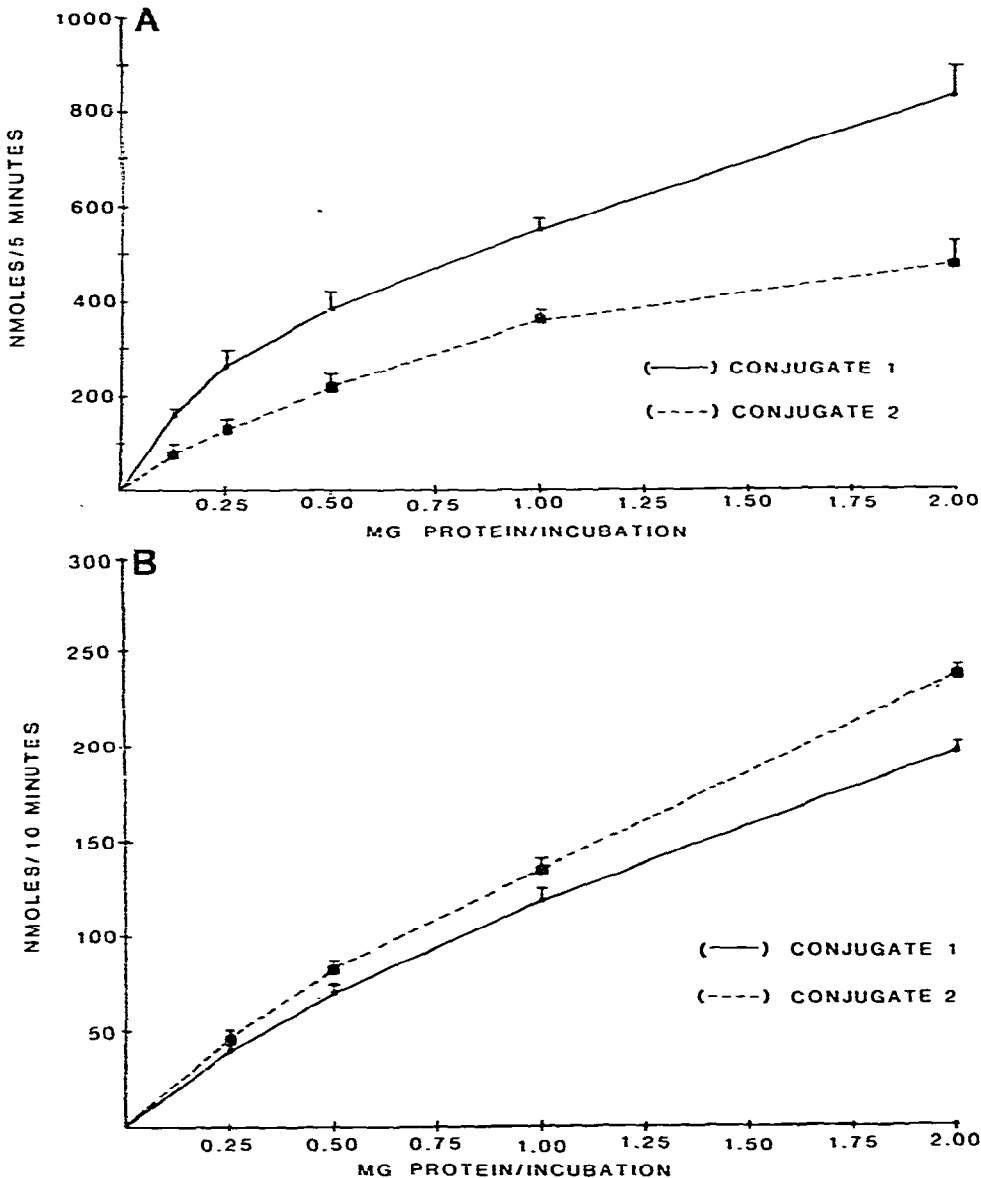 A
1000
800
600
400
200
NMOLES/5 MINUTES
(——) CONJUGATE 1
(----) CONJUGATE 2
0.25 0.50 0.75 1.00 1.25 1.50 1.75 2.00
MG PROTEIN/INCUBATION
B
300
250
200
150
100
50
NMOLES/10 MINUTES
(——) CONJUGATE 1
(----) CONJUGATE 2
0.25 0.50 0.75 1.00 1.25 1.50 1.75 2.00
MG PROTEIN/INCUBATION